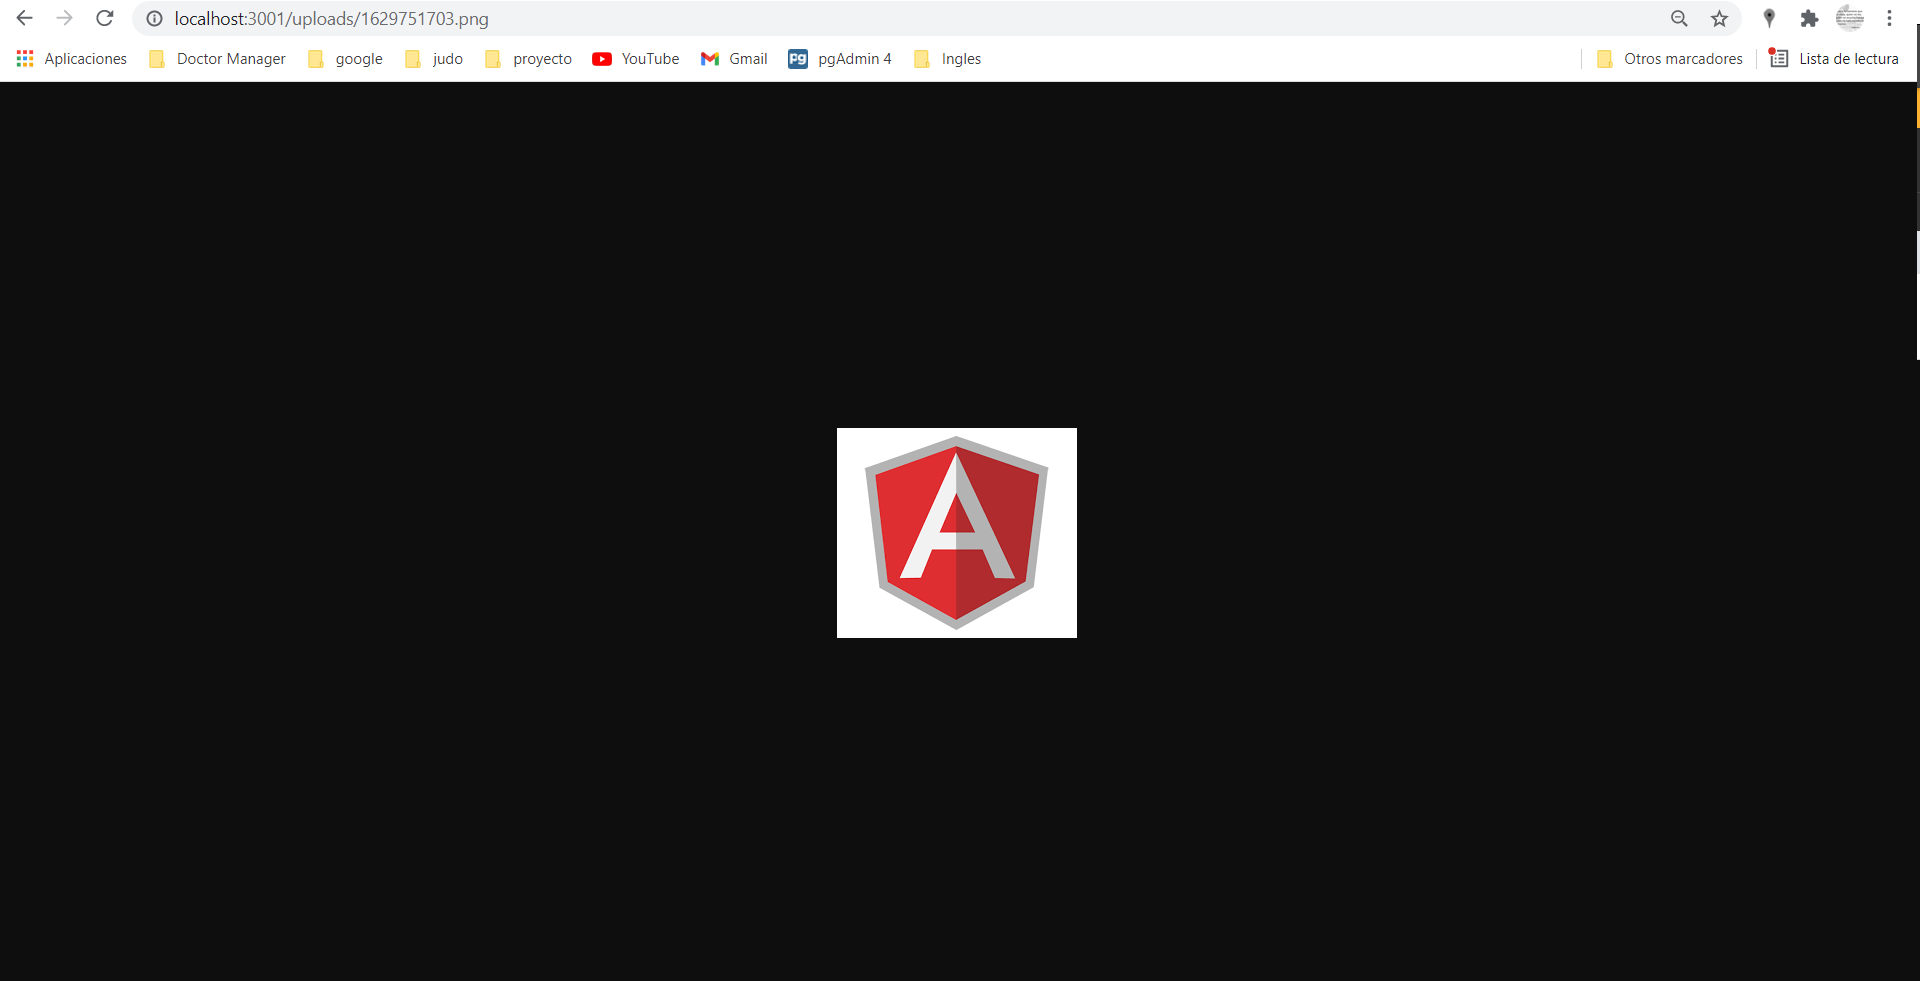 localhost:3001/uploads/1629751703.png
Aplicaciones Doctor Manager google judo proyecto YouTube Gmail pg pgAdmin 4 Ingles Otros marcadores Lista de lectura
A